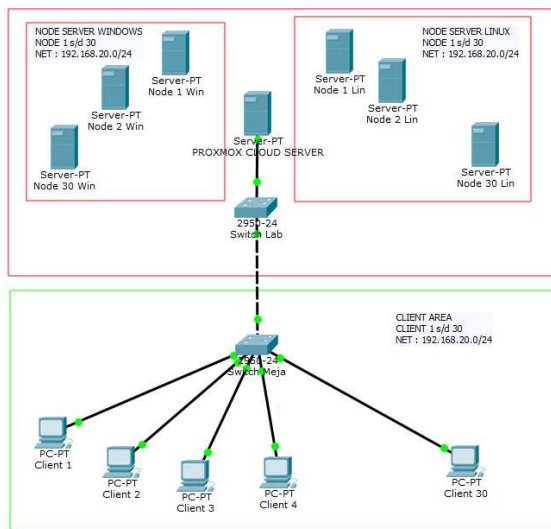 NODE SERVER WINDOWS
NODE 1 s/d 30
NET : 192.168.20.0/24
Server-PT
Node 1 Win
Server-PT
Node 2 Win
Server-PT
Node 30 Win
Server-PT
PROXMOX CLOUD SERVER
NODE SERVER LINUX
NODE 1 s/d 30
NET : 192.168.20.0/24
Server-PT
Node 1 Lin
Server-PT
Node 2 Lin
Server-PT
Node 30 Lin
2950-24
Switch Lab
CLIENT AREA
CLIENT 1 s/d 30
NET : 192.168.20.0/24
2950-24
Switch Meja
PC-PT
Client 1
PC-PT
Client 2
PC-PT
Client 3
PC-PT
Client 4
PC-PT
Client 30